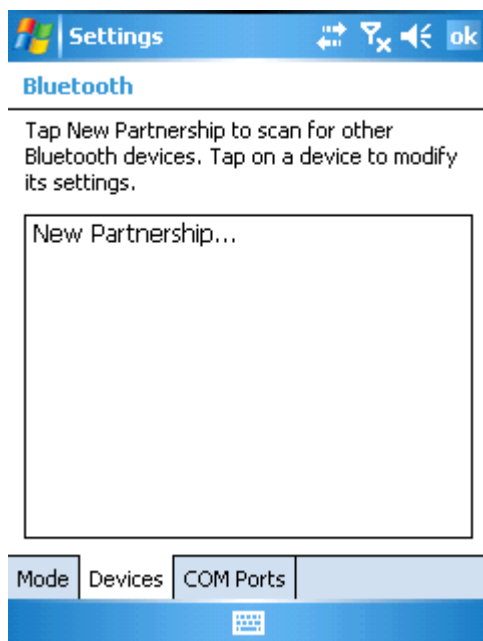 Settings
ok
Bluetooth
Tap New Partnership to scan for other
Bluetooth devices. Tap on a device to modify
its settings.
New Partnership...
Mode Devices COM Ports